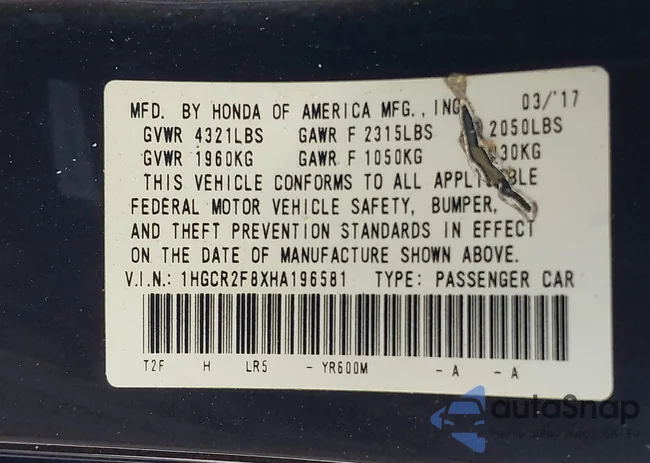 MFD. BY HONDA OF AMERICA MFG., INC 03/'17
GVWR 4321LBS GAWR F 2315LBS 2050LBS
GVWR 1960KG GAWR F 1050KG 30KG
THIS VEHICLE CONFORMS TO ALL
FEDERAL MOTOR VEHICLE SAFETY, BUMPER,
AND THEFT PREVENTION STANDARDS IN EFFECT
ON THE DATE OF MANUFACTURE SHOWN ABOVE.
V.I.N.: 1HGCR2F8XHA196581 TYPE: PASSENGER CAR
T2F H LR5 - YR600M - A - A
autoSnap